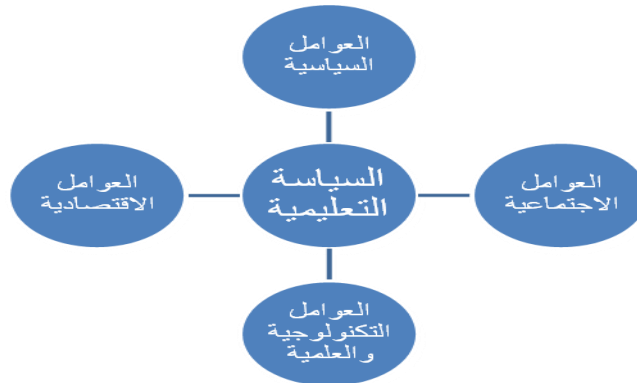 العوامل
السياسية
العوامل
الاجتماعية
السياسة
التعليمية
العوامل
الاقتصادية
العوامل
التكنولوجية
والعلمية